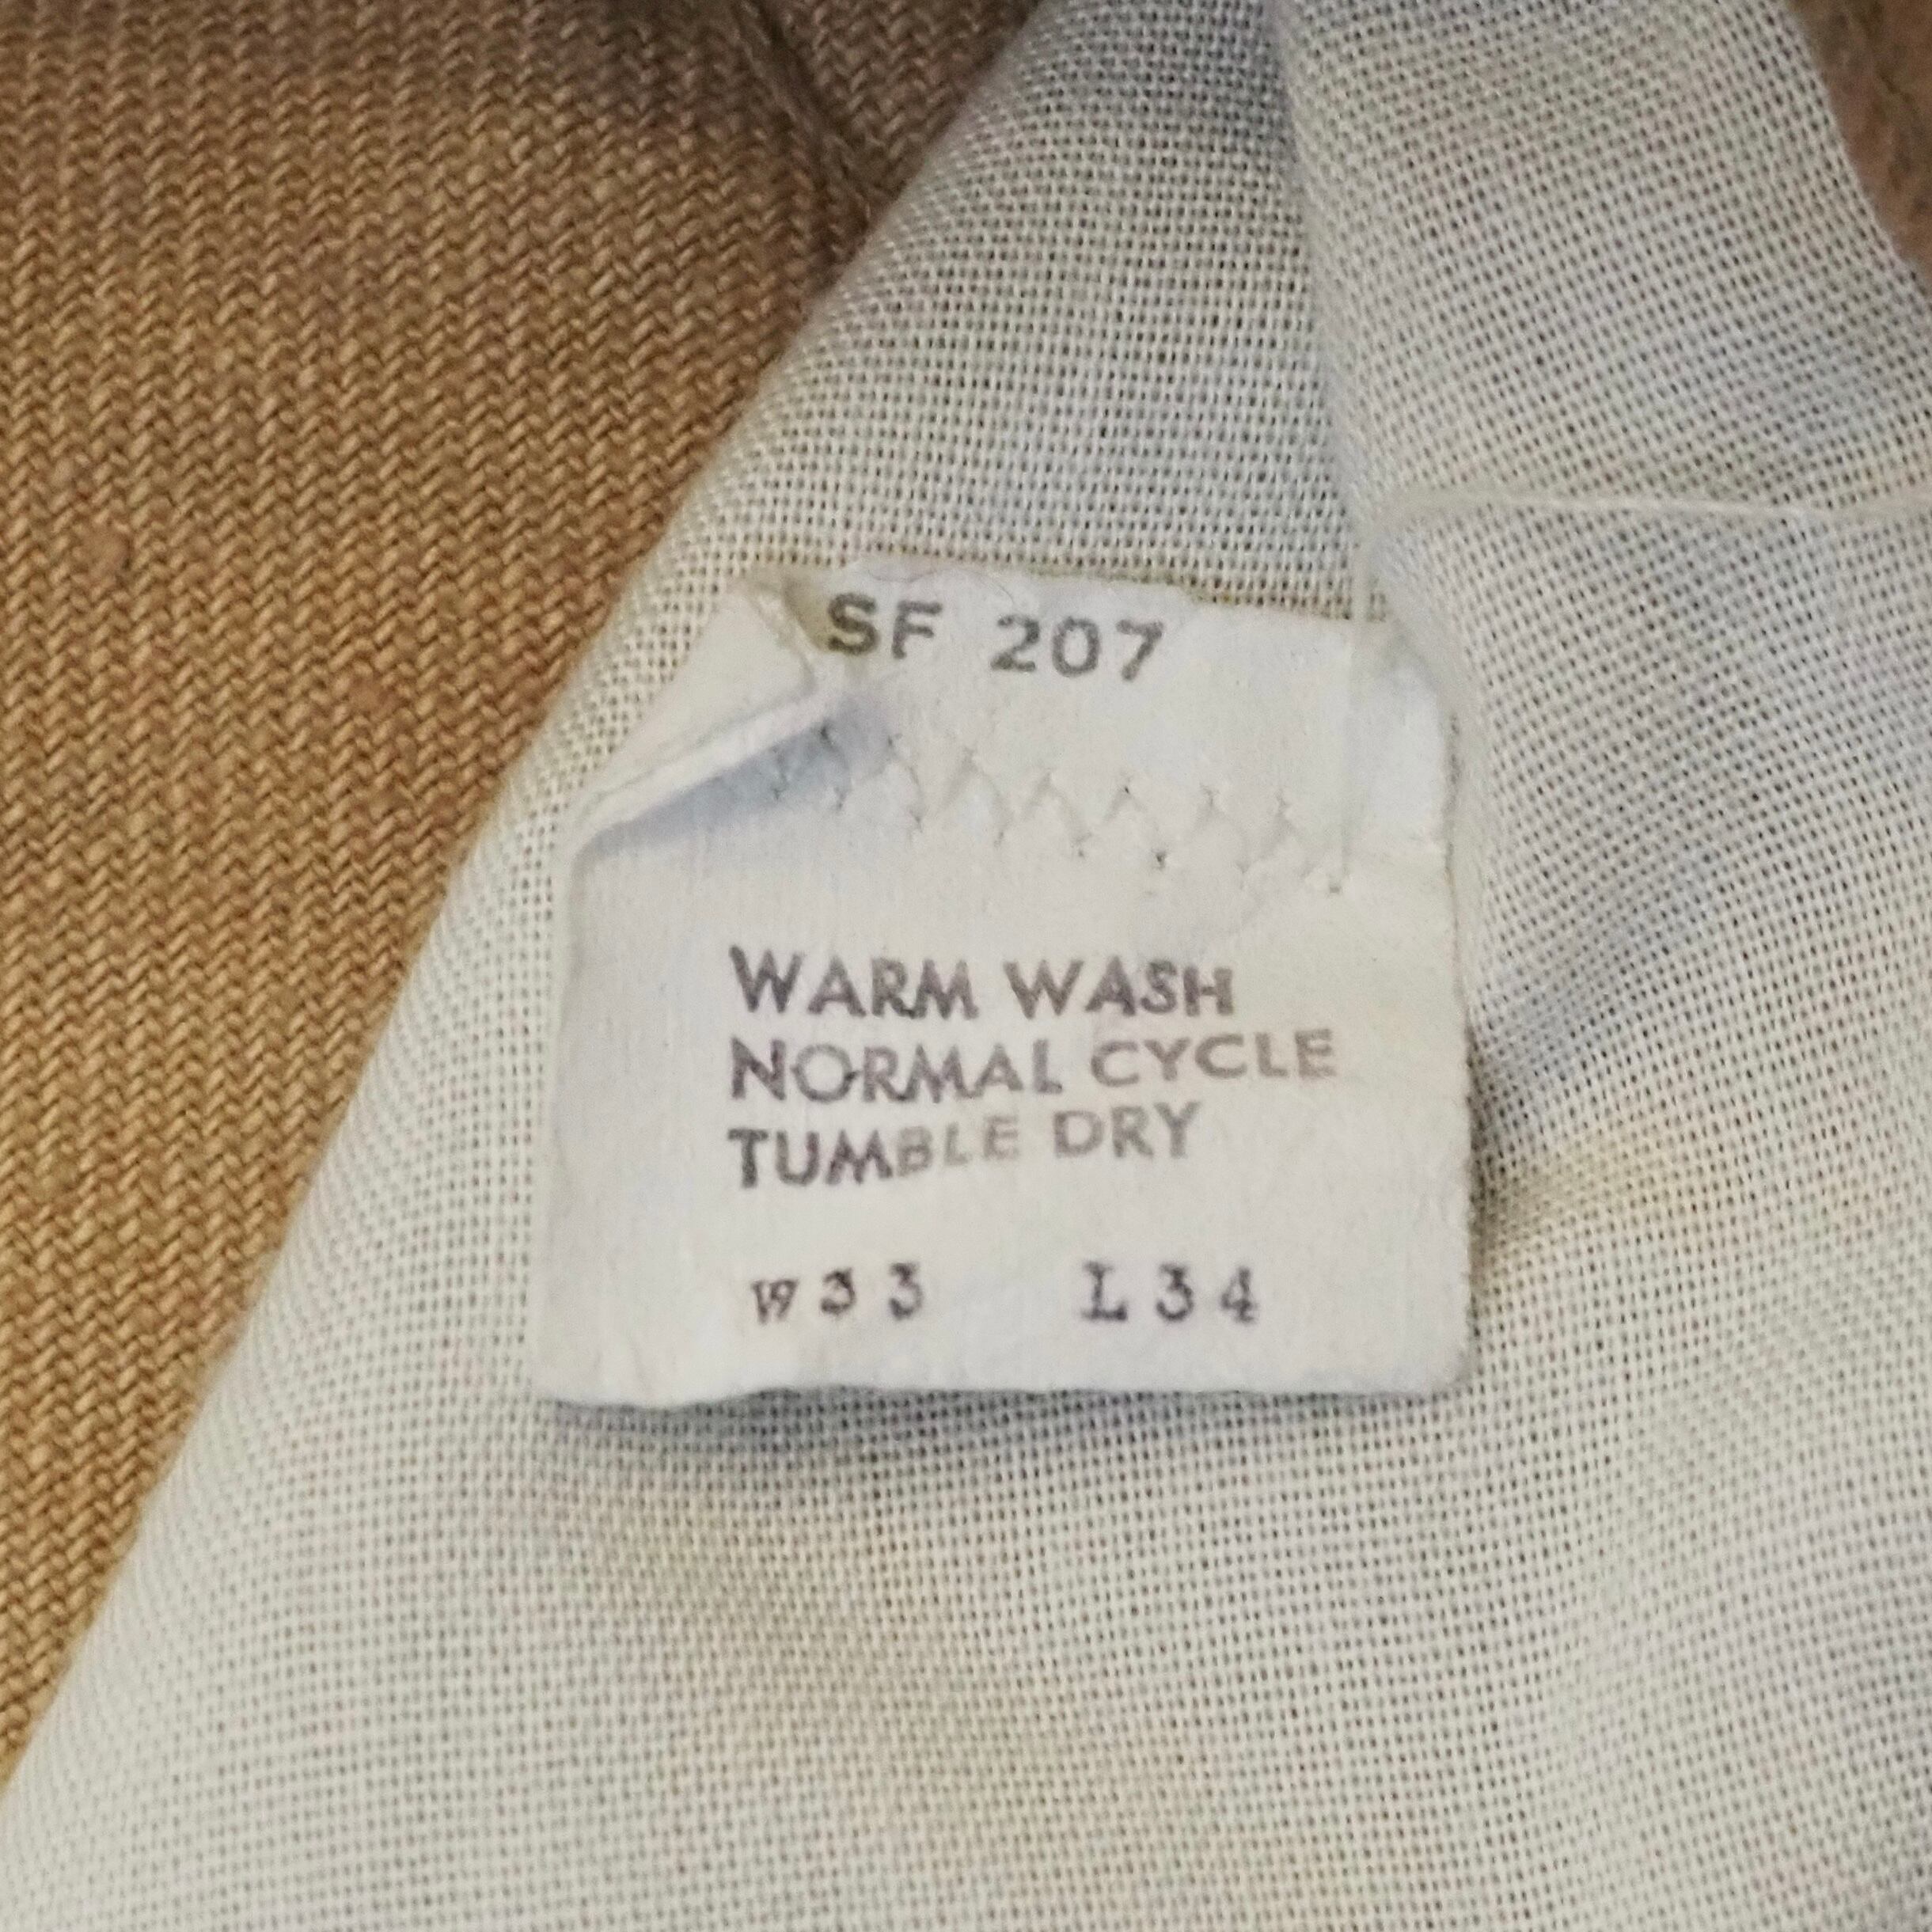 SF 207
WARM WASH
NORMAL CYCLE
TUMBLE DRY
W33 L34